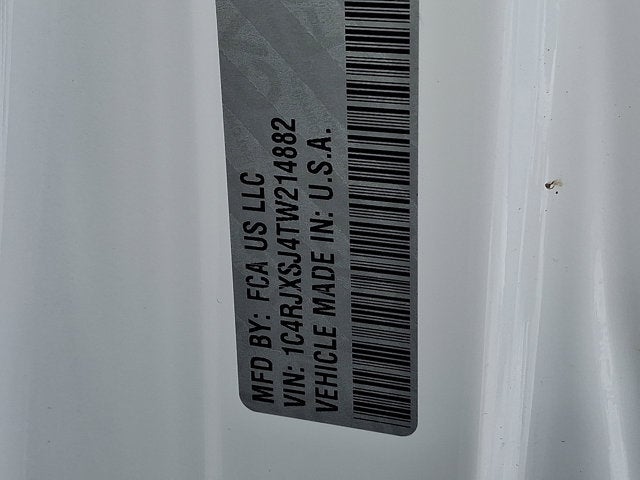 MFD BY: FCA US LLC
VIN: 1C4RJXSJ4TW214882
VEHICLE MADE IN: U.S.A.